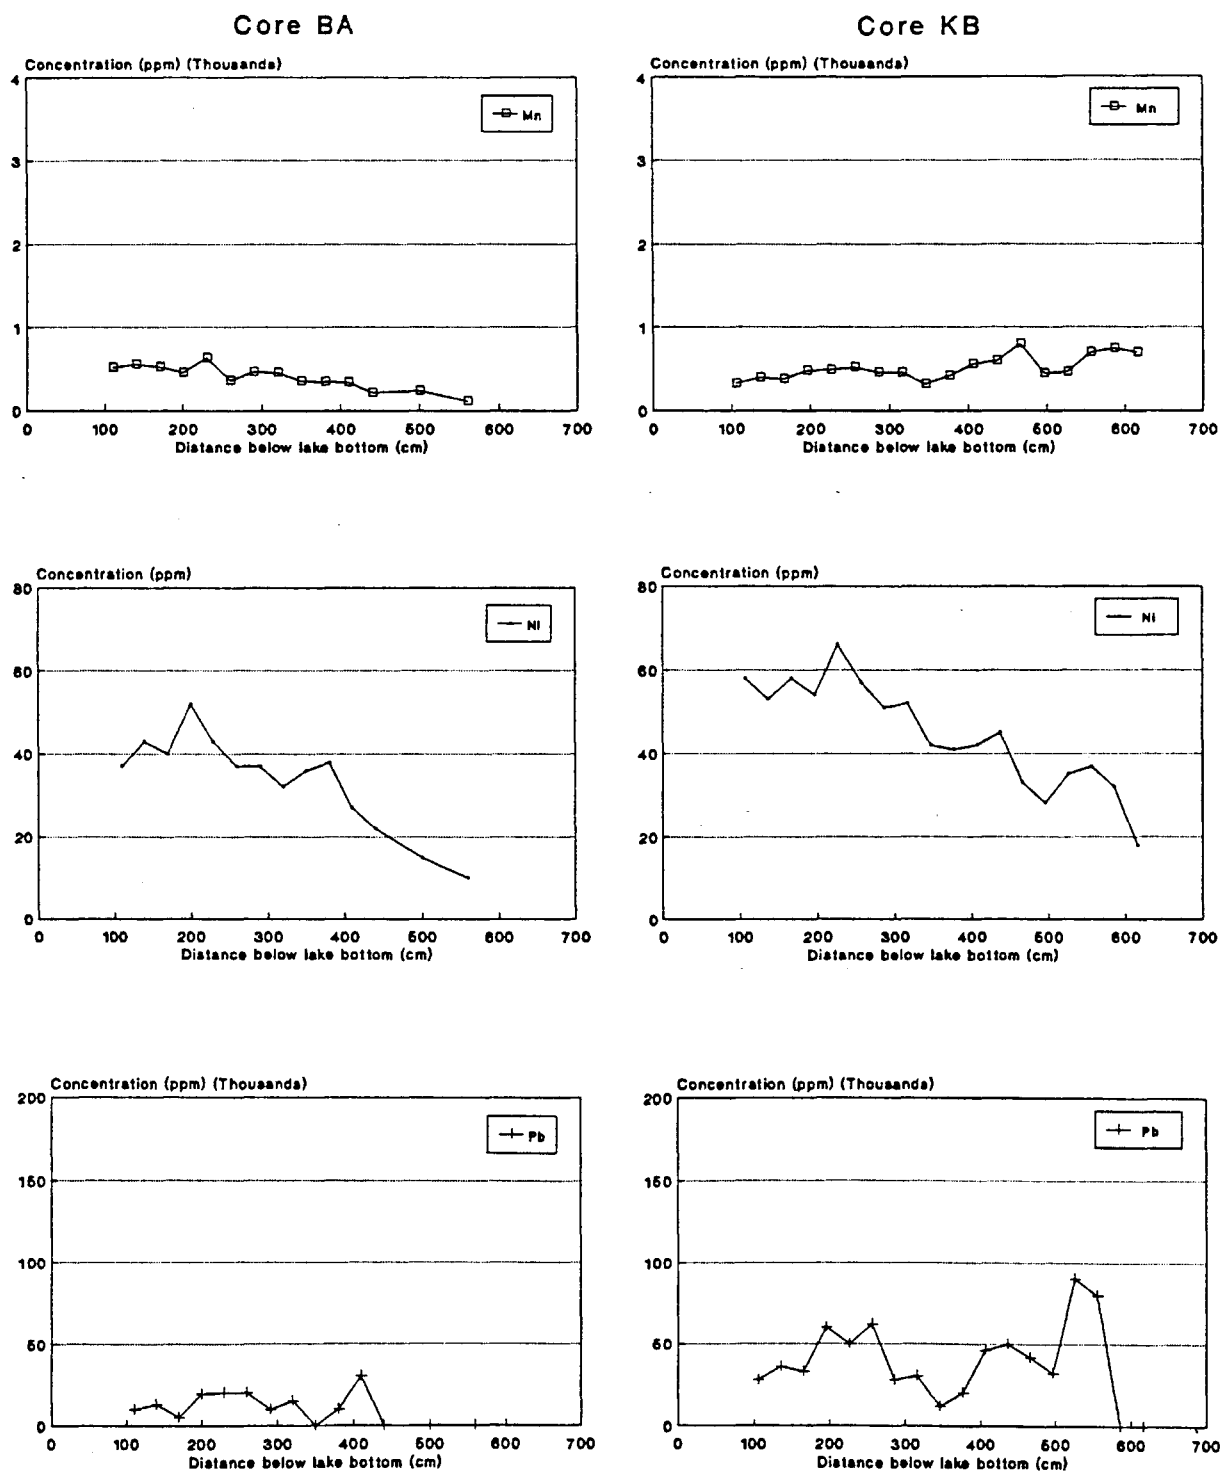 Core BA
Core KB
Concentration (ppm) (Thousands)
4
3
2
1
0
Mn
0 100 200 300 400 500 600 700
Distance below lake bottom (cm)
Concentration (ppm) (Thousands)
4
3
2
1
0
Mn
0 100 200 300 400 500 600 700
Distance below lake bottom (cm)
Concentration (ppm)
80
60
40
20
0
Ni
0 100 200 300 400 500 600 700
Distance below lake bottom (cm)
Concentration (ppm)
80
60
40
20
0
Ni
0 100 200 300 400 500 600 700
Distance below lake bottom (cm)
Concentration (ppm) (Thousands)
200
150
100
50
0
Pb
0 100 200 300 400 500 600 700
Distance below lake bottom (cm)
Concentration (ppm) (Thousands)
200
150
100
50
0
Pb
0 100 200 300 400 500 600 700
Distance below lake bottom (cm)